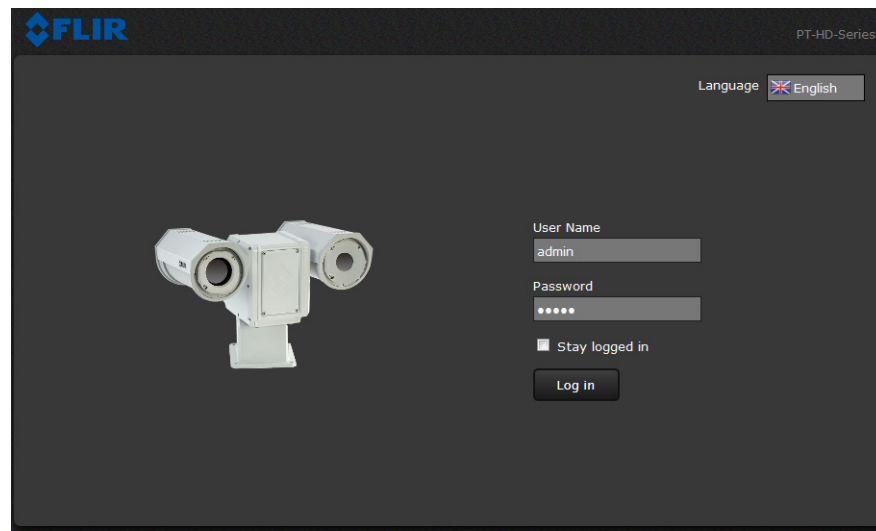 FLIR
PT-HD-Series
Language English
User Name
admin
Password
•••••
Stay logged in
Log in